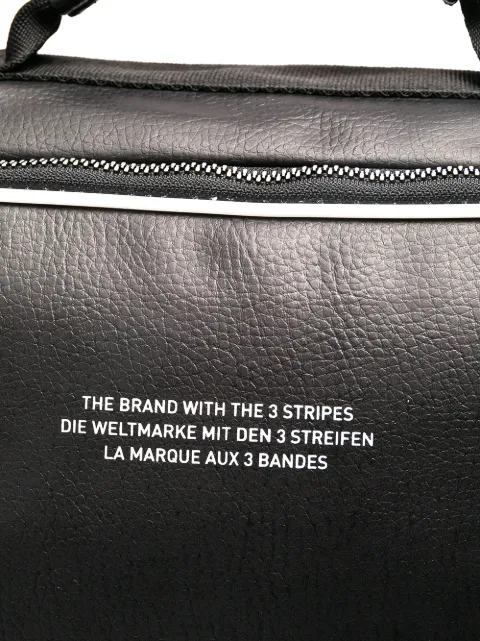 THE BRAND WITH THE 3 STRIPES
DIE WELTMARKE MIT DEN 3 STREIFEN
LA MARQUE AUX 3 BANDES